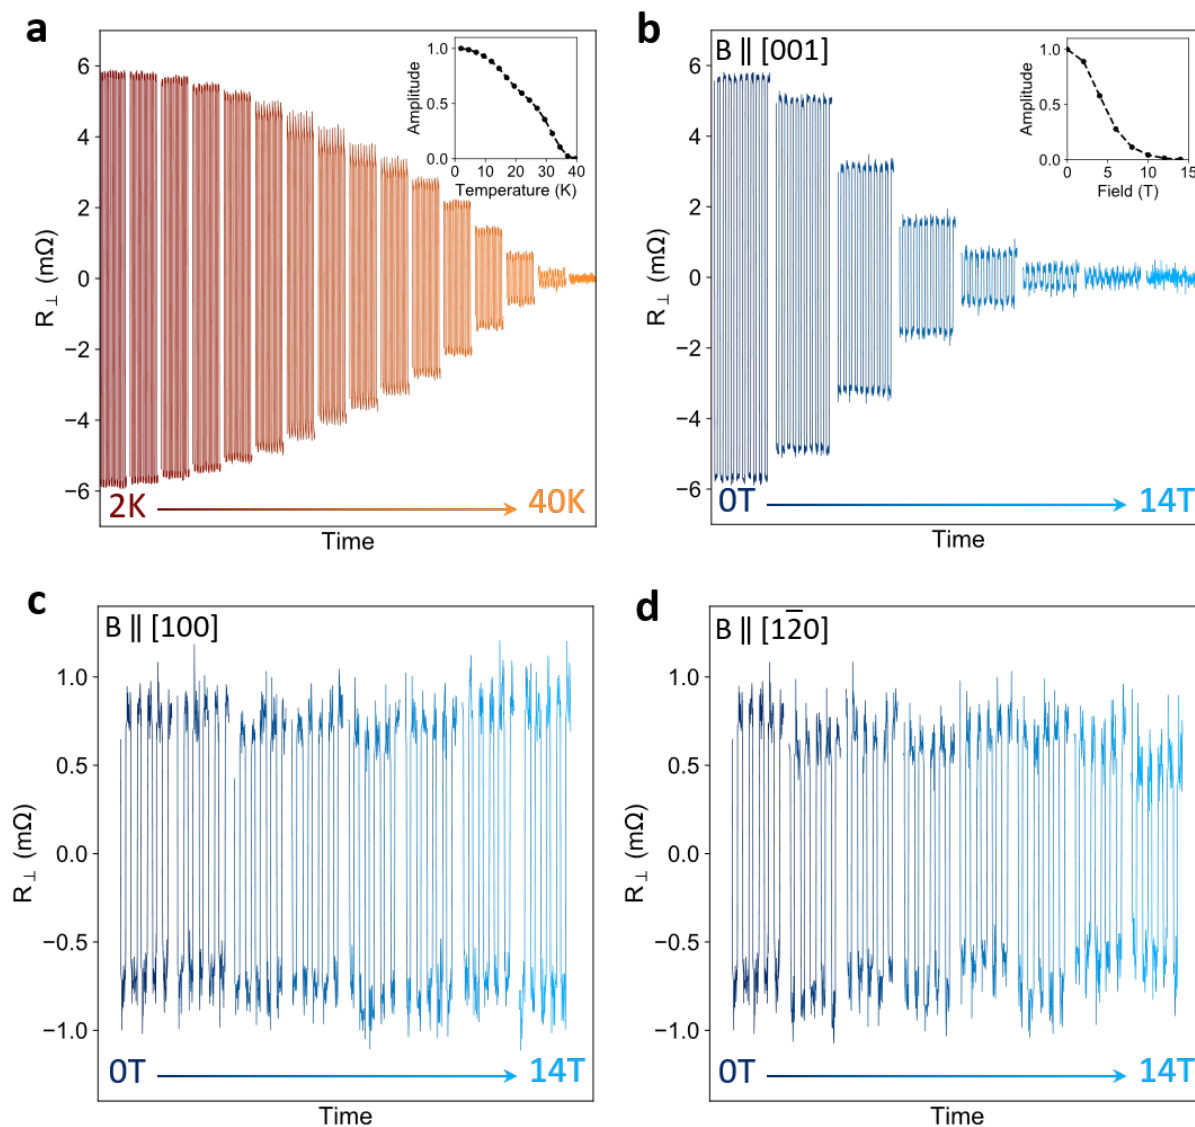 a
6
4
2
0
−2
−4
−6
R⊥ (mΩ)
1.0
0.5
0.0
Amplitude
0 10 20 30 40
Temperature (K)
2K
40K
Time
b
B ∥ [001]
6
4
2
0
−2
−4
−6
R⊥ (mΩ)
1.0
0.5
0.0
Amplitude
0 5 10 15
Field (T)
0T
14T
Time
c
B ∥ [100]
1.0
0.5
0.0
−0.5
−1.0
R⊥ (mΩ)
0T
14T
Time
d
B ∥ [12̅0]
1.0
0.5
0.0
−0.5
−1.0
R⊥ (mΩ)
0T
14T
Time